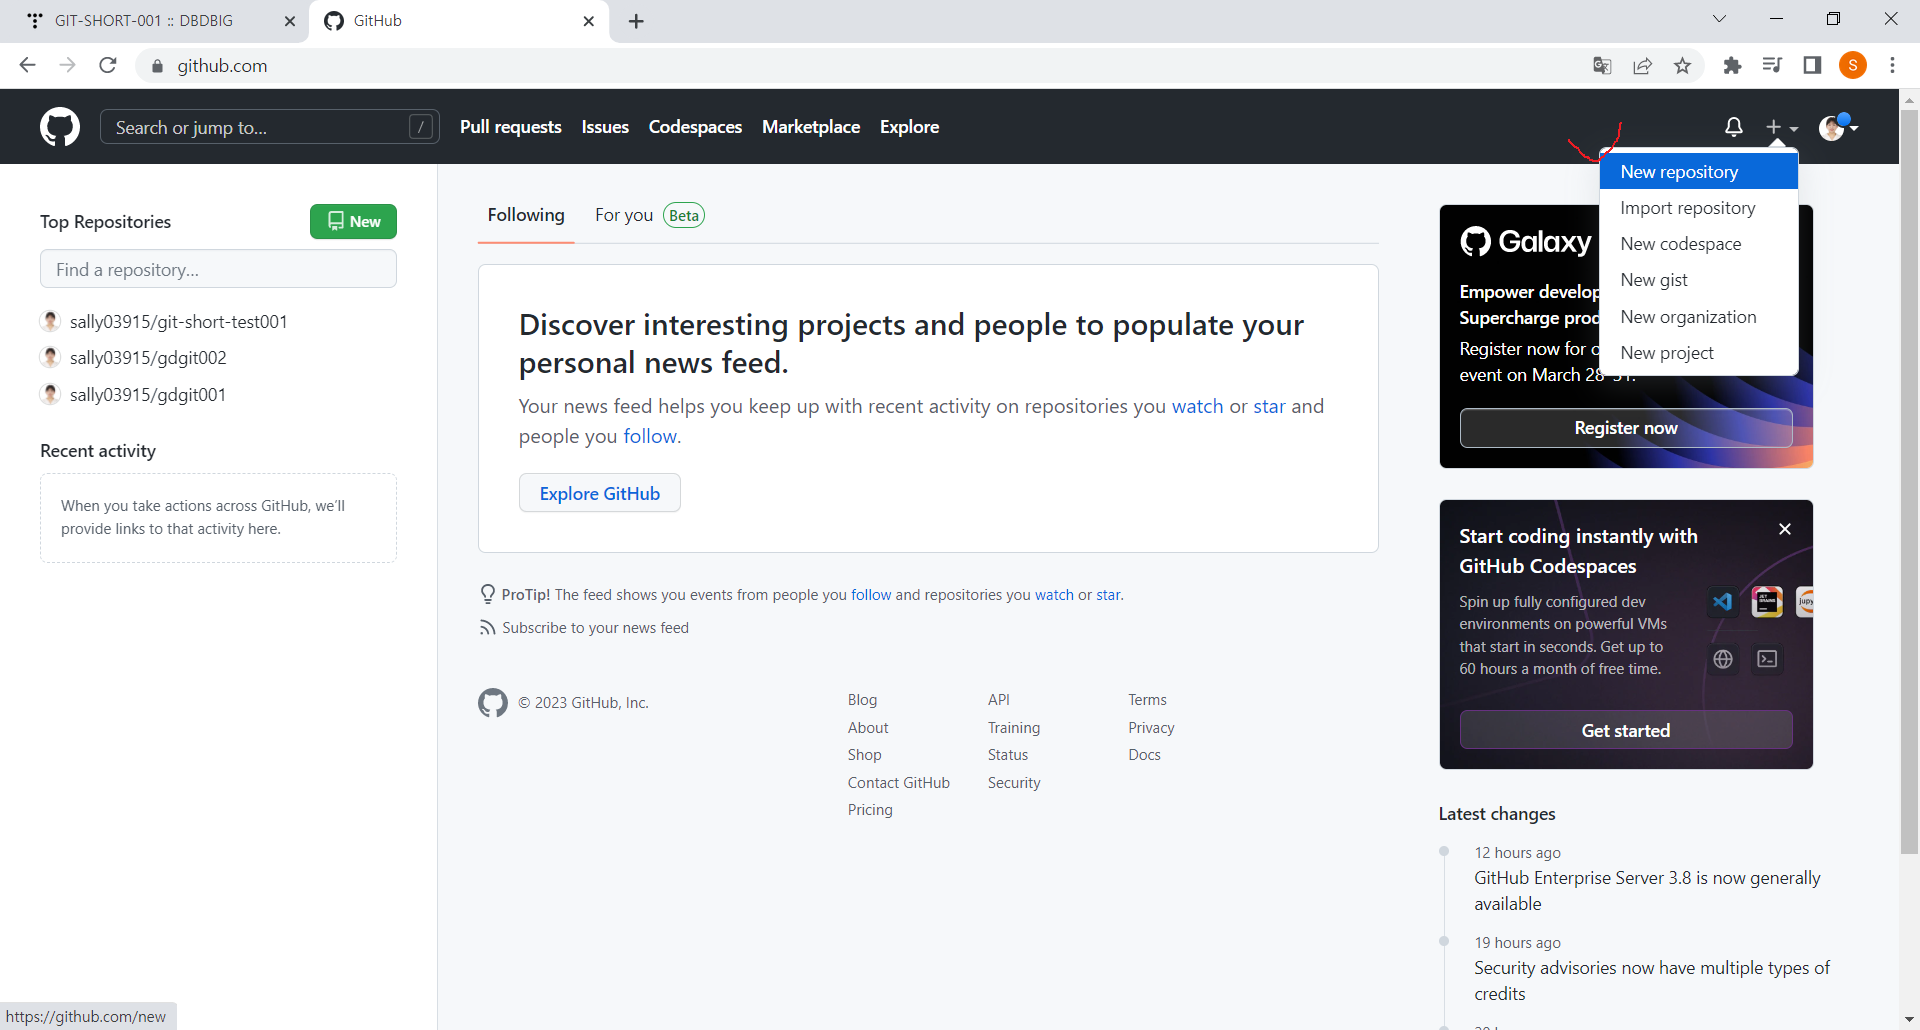 GIT-SHORT-001 :: DBDBIG
GitHub
github.com
S
Search or jump to...
/
Pull requests
Issues
Codespaces
Marketplace
Explore
New repository
Import repository
New codespace
New gist
New organization
New project
Top Repositories
New
Find a repository...
sally03915/git-short-test001
sally03915/gdgit002
sally03915/gdgit001
Recent activity
When you take actions across GitHub, we'll
provide links to that activity here.
Following
For you
Beta
Discover interesting projects and people to populate your
personal news feed.
Your news feed helps you keep up with recent activity on repositories you watch or star and
people you follow.
Explore GitHub
ProTip! The feed shows you events from people you follow and repositories you watch or star.
Subscribe to your news feed
© 2023 GitHub, Inc.
Blog
About
Shop
Contact GitHub
Pricing
API
Training
Status
Security
Terms
Privacy
Docs
Galaxy
Empower develop
Supercharge prod
Register now for o
event on March 28-31.
Register now
Start coding instantly with
GitHub Codespaces
Spin up fully configured dev
environments on powerful VMs
that start in seconds. Get up to
60 hours a month of free time.
Get started
Latest changes
12 hours ago
GitHub Enterprise Server 3.8 is now generally
available
19 hours ago
Security advisories now have multiple types of
credits
https://github.com/new